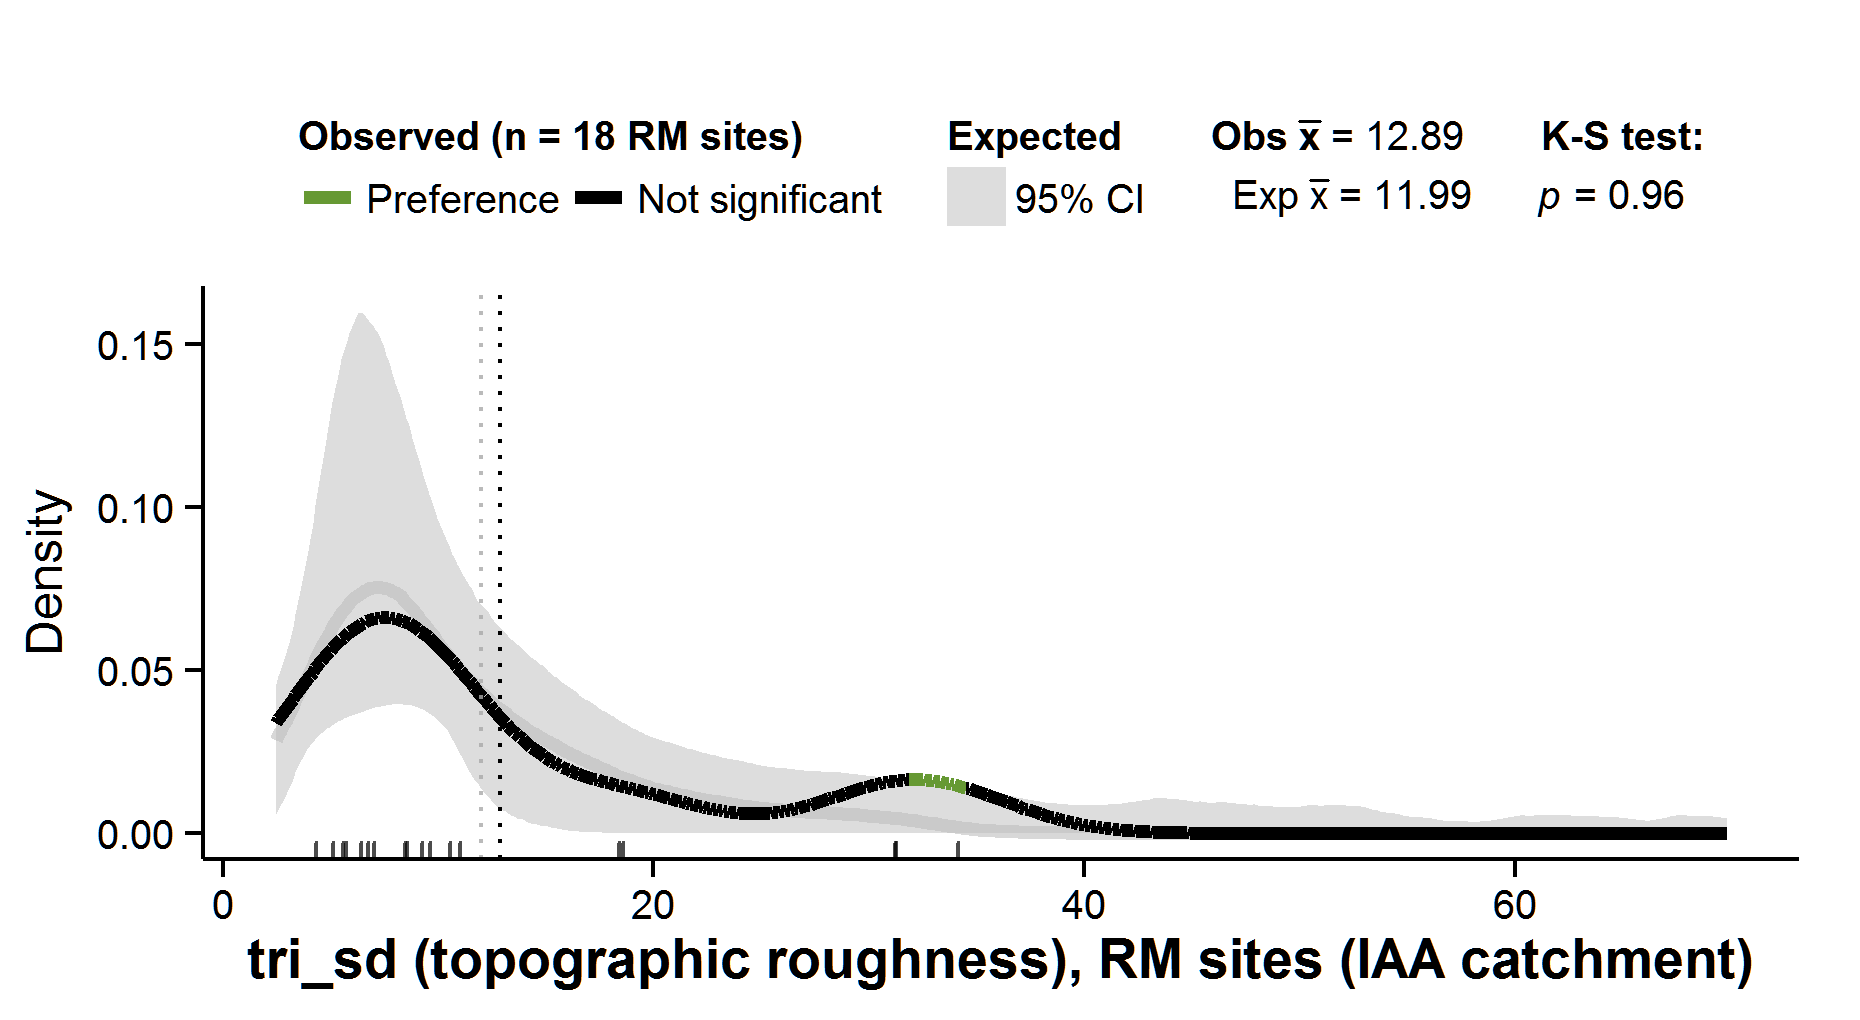 Observed (n = 18 RM sites) Expected Obs x̅ = 12.89 K-S test:
Preference Not significant 95% CI Exp x̅ = 11.99 p = 0.96
0.15
0.10
0.05
0.00
Density
0 20 40 60
tri_sd (topographic roughness), RM sites (IAA catchment)